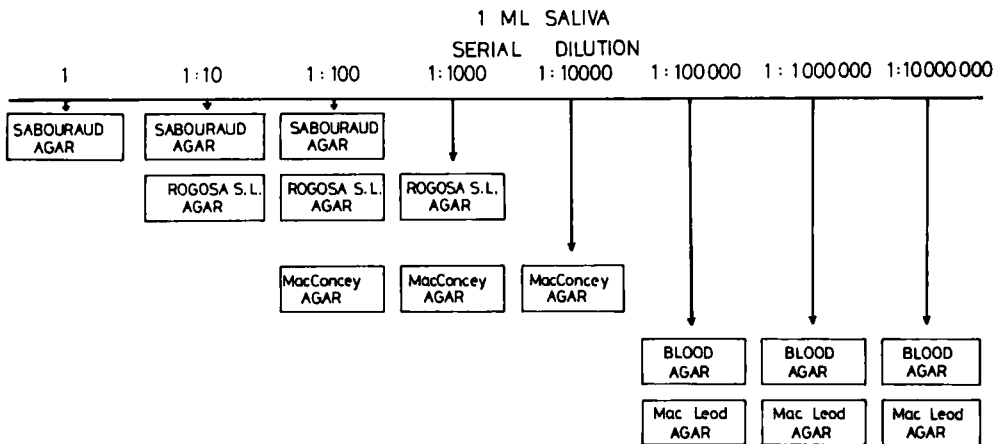 1 ML SALIVA
SERIAL DILUTION
1 1:10 1:100 1:1000 1:10000 1:100000 1:1000000 1:10000000
SABOURAUD AGAR SABOURAUD AGAR SABOURAUD AGAR
ROGOSA S.L. AGAR ROGOSA S.L. AGAR ROGOSA S.L. AGAR
MacConcey AGAR MacConcey AGAR MacConcey AGAR
BLOOD AGAR BLOOD AGAR BLOOD AGAR
Mac Leod AGAR Mac Leod AGAR Mac Leod AGAR